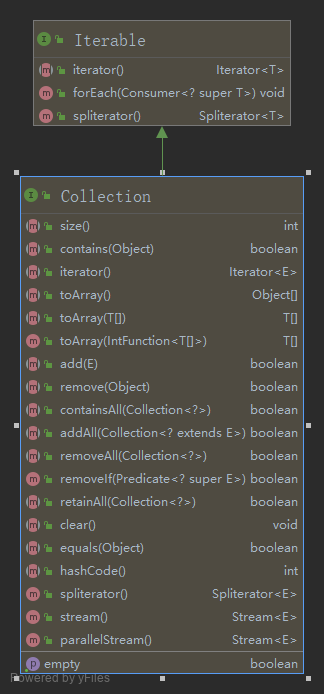 Iterable
iterator() Iterator<T>
forEach(Consumer<? super T>) void
spliterator() Spliterator<T>
Collection
size() int
contains(Object) boolean
iterator() Iterator<E>
toArray() Object[]
toArray(T[]) T[]
toArray(IntFunction<T[]>) T[]
add(E) boolean
remove(Object) boolean
containsAll(Collection<?>) boolean
addAll(Collection<? extends E>) boolean
removeAll(Collection<?>) boolean
removeIf(Predicate<? super E>) boolean
retainAll(Collection<?>) boolean
clear() void
equals(Object) boolean
hashCode() int
spliterator() Spliterator<E>
stream() Stream<E>
parallelStream() Stream<E>
empty boolean
Powered by yFiles